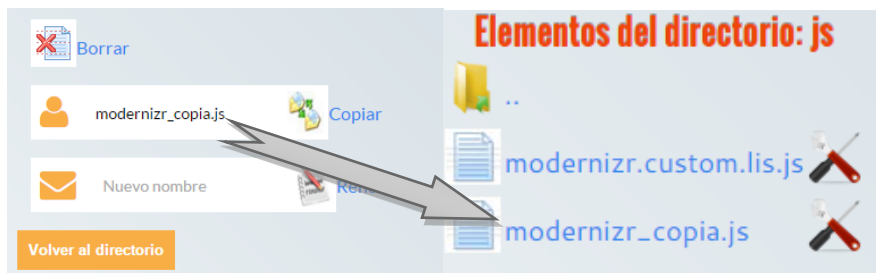 Borrar
modernizr_copia.js
Copiar
Nuevo nombre
Volver al directorio
Elementos del directorio: js
..
modernizr.custom.lis.js
modernizr_copia.js